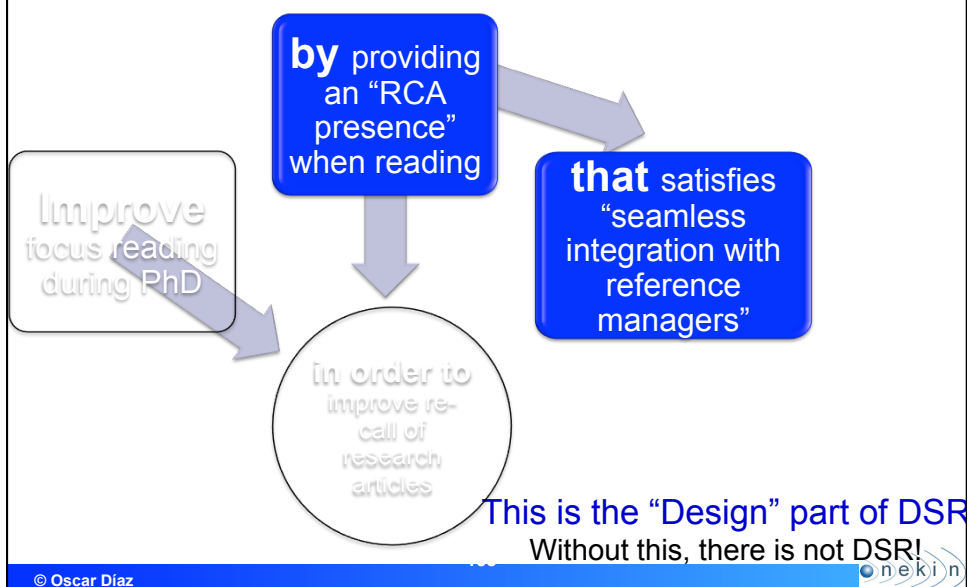 by providing
an “RCA
presence”
when reading
that satisfies
“seamless
integration with
reference
managers”
Improve
focus reading
during PhD
in order to
improve re-
call of
research
articles
This is the “Design” part of DSR
Without this, there is not DSR!
© Oscar Díaz
onekin